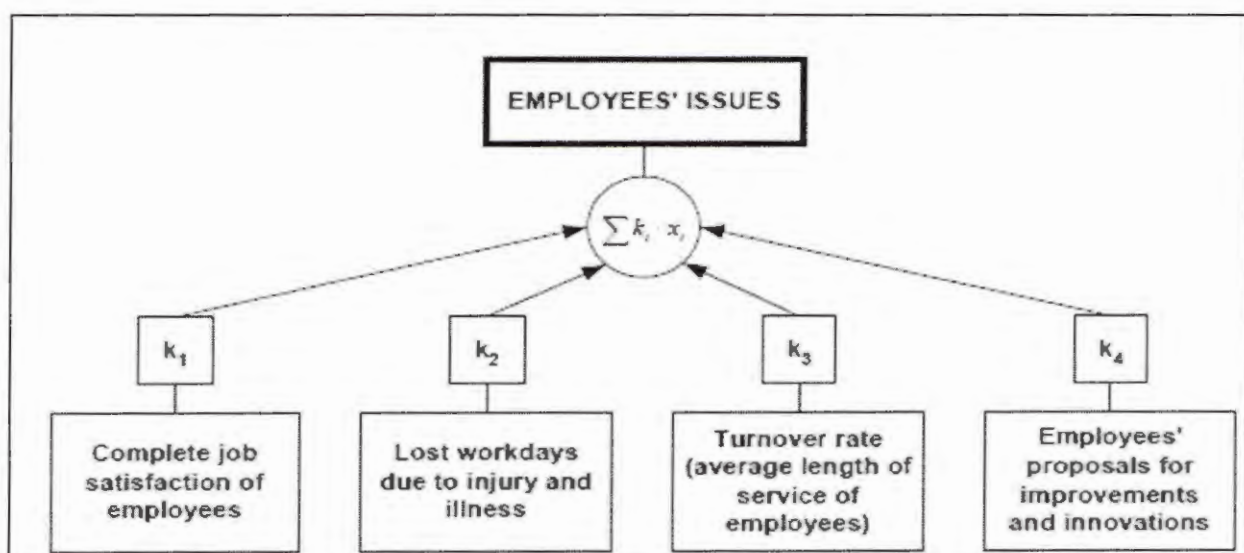 EMPLOYEES' ISSUES
∑ kᵢ · xᵢ
k₁
k₂
k₃
k₄
Complete job
satisfaction of
employees
Lost workdays
due to injury and
illness
Turnover rate
(average length of
service of
employees)
Employees'
proposals for
improvements
and innovations